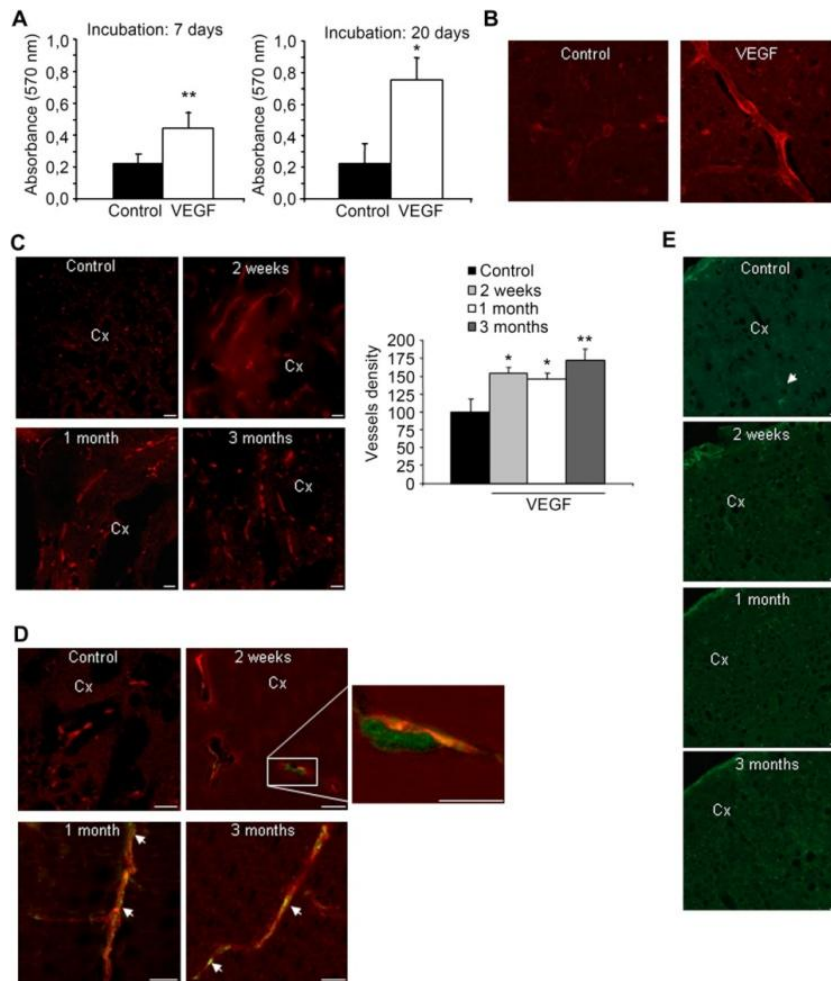 A
Incubation: 7 days
Absorbance (570 nm)
1,0
0,8
0,6
0,4
0,2
0,0
**
Control VEGF
Incubation: 20 days
Absorbance (570 nm)
1,0
0,8
0,6
0,4
0,2
0,0
*
Control VEGF
B
Control
VEGF
C
Control
Cx
2 weeks
Cx
1 month
Cx
3 months
Cx
Control
2 weeks
1 month
3 months
Vessels density
200
175
150
125
100
75
50
25
0
*
*
**
VEGF
D
Control
Cx
2 weeks
Cx
1 month
3 months
E
Control
Cx
2 weeks
Cx
1 month
Cx
3 months
Cx